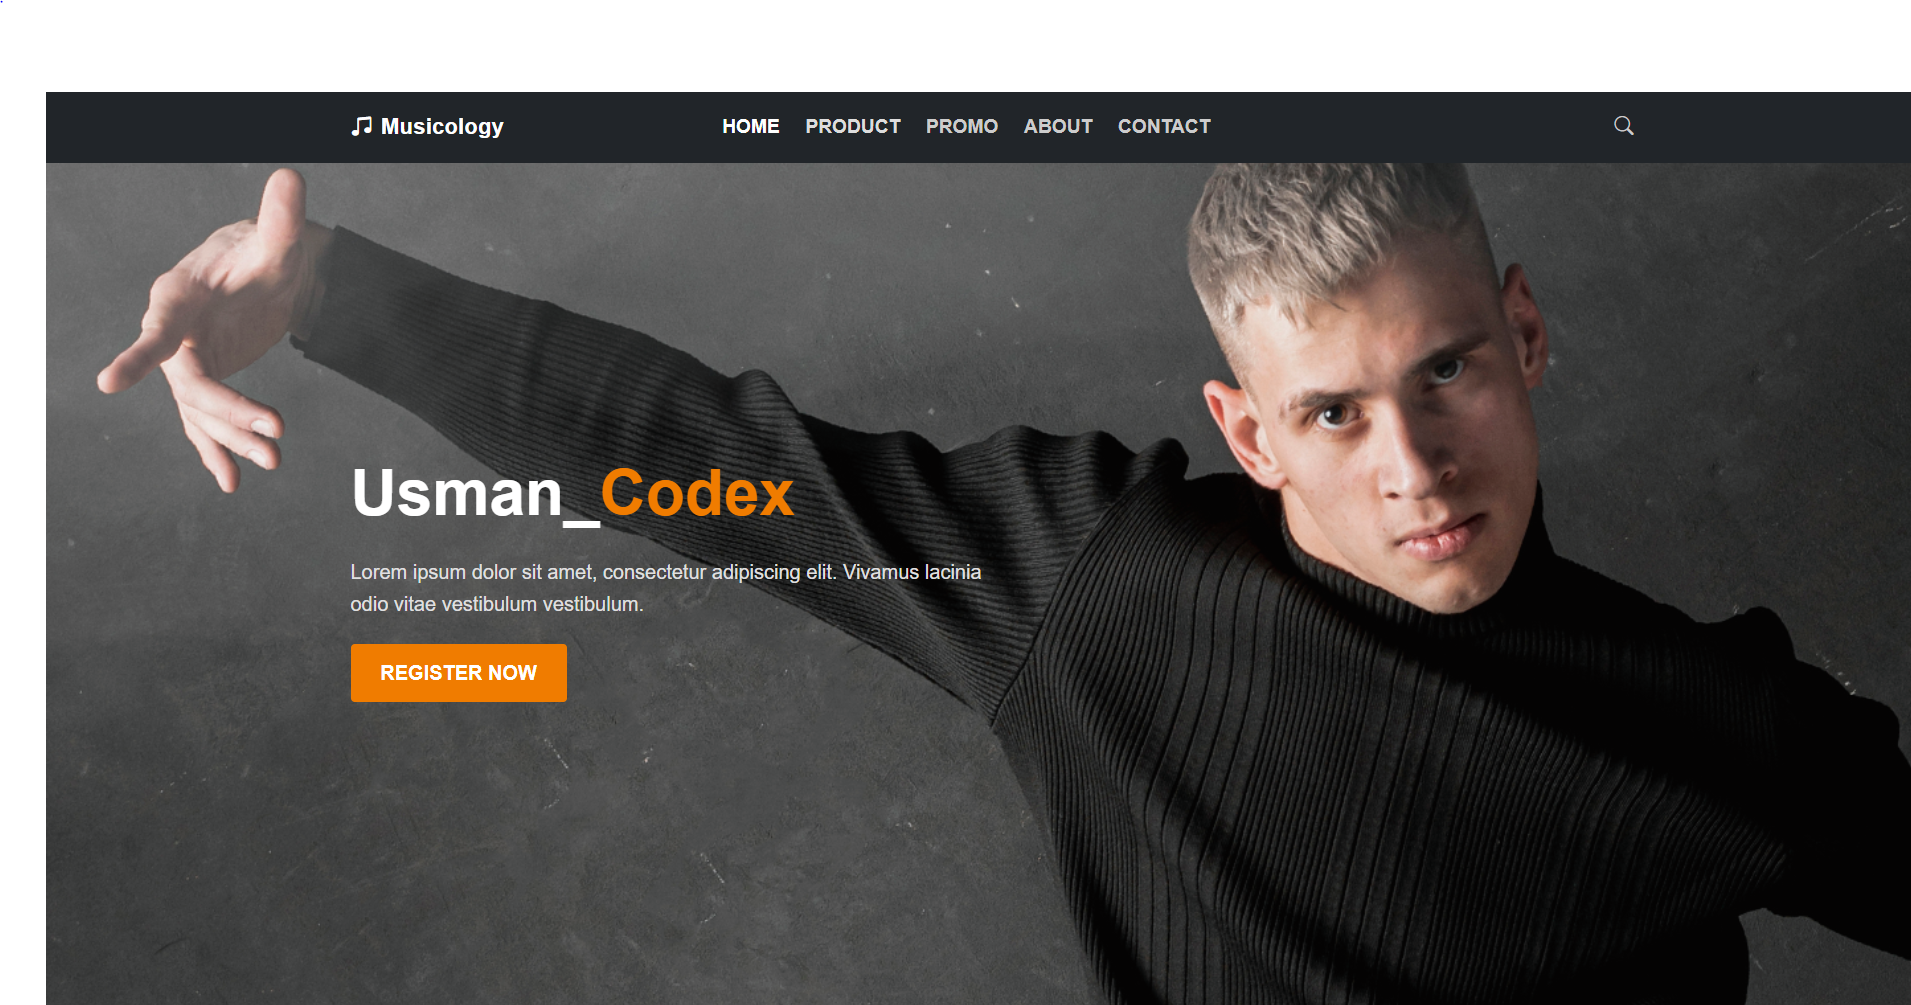 Musicology
HOME PRODUCT PROMO ABOUT CONTACT
Usman_Codex
Lorem ipsum dolor sit amet, consectetur adipiscing elit. Vivamus lacinia
odio vitae vestibulum vestibulum.
REGISTER NOW